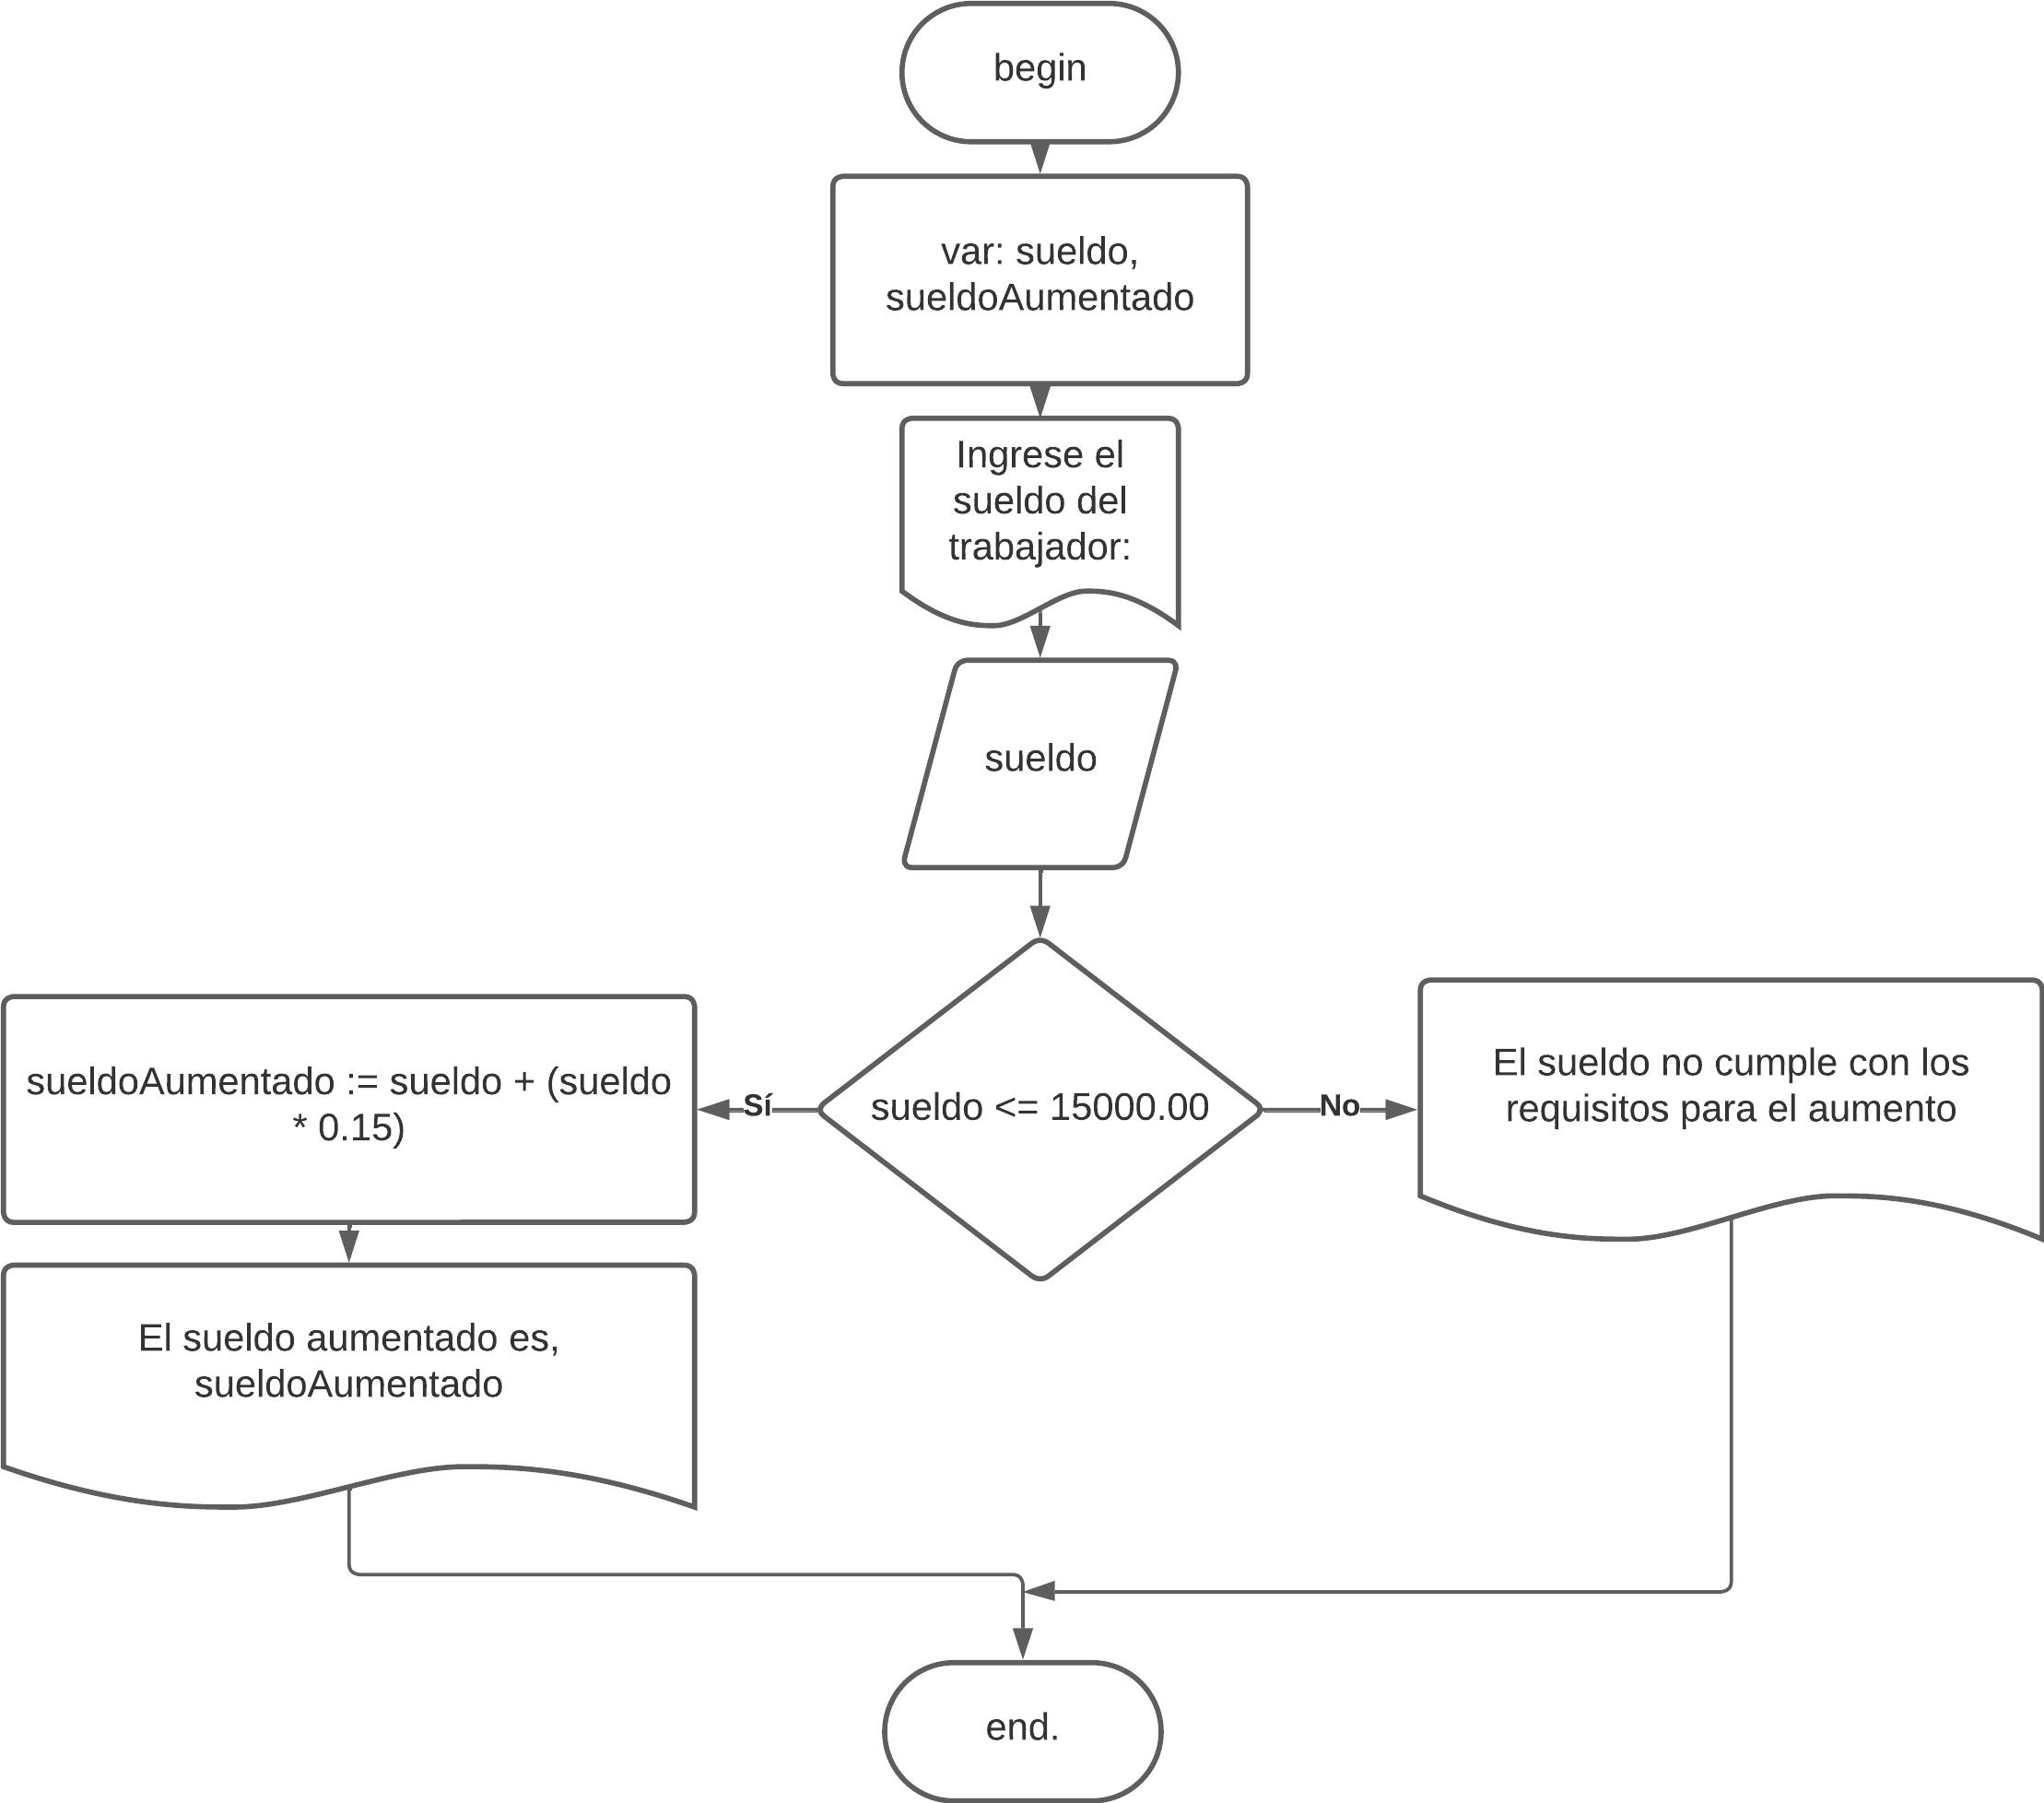 begin
var: sueldo,
sueldoAumentado
Ingrese el
sueldo del
trabajador:
sueldo
sueldo <= 15000.00
Sí
sueldoAumentado := sueldo + (sueldo
* 0.15)
El sueldo aumentado es,
sueldoAumentado
No
El sueldo no cumple con los
requisitos para el aumento
end.